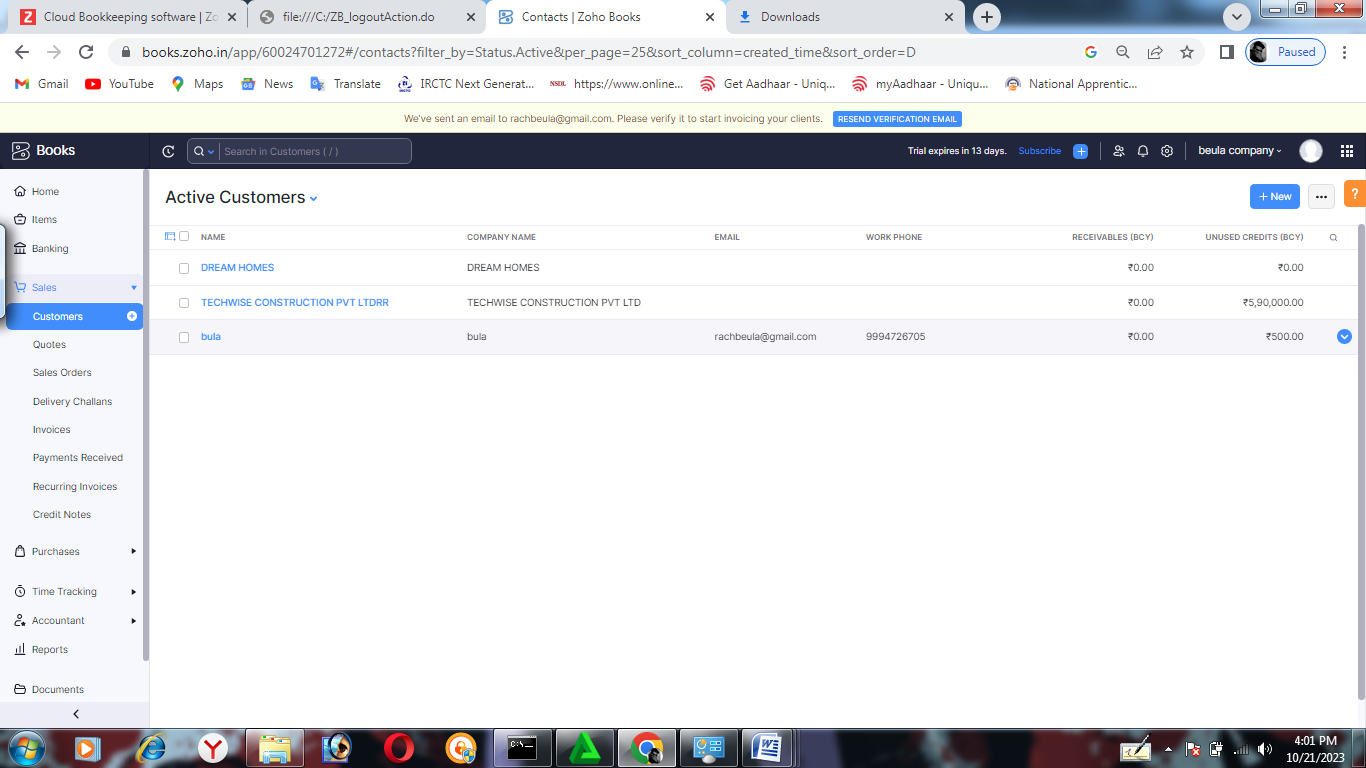 Cloud Bookkeeping software | Zo
file:///C:/ZB_logoutAction.do
Contacts | Zoho Books
Downloads
books.zoho.in/app/60024701272#/contacts?filter_by=Status.Active&per_page=25&sort_column=created_time&sort_order=D
Paused
Gmail YouTube Maps News Translate IRCTC Next Generat... NSDL https://www.online... Get Aadhaar - Uniq... myAadhaar - Uniqu... National Apprentic...
We've sent an email to rachbeula@gmail.com. Please verify it to start invoicing your clients. RESEND VERIFICATION EMAIL
Books
Search in Customers ( / )
Trial expires in 13 days. Subscribe
beula company
Home
Items
Banking
Sales
Customers
Quotes
Sales Orders
Delivery Challans
Invoices
Payments Received
Recurring Invoices
Credit Notes
Purchases
Time Tracking
Accountant
Reports
Documents
Active Customers
+ New
?
NAME COMPANY NAME EMAIL WORK PHONE RECEIVABLES (BCY) UNUSED CREDITS (BCY)
DREAM HOMES DREAM HOMES ₹0.00 ₹0.00
TECHWISE CONSTRUCTION PVT LTDRR TECHWISE CONSTRUCTION PVT LTD ₹0.00 ₹5,90,000.00
bula bula rachbeula@gmail.com 9994726705 ₹0.00 ₹500.00
4:01 PM
10/21/2023